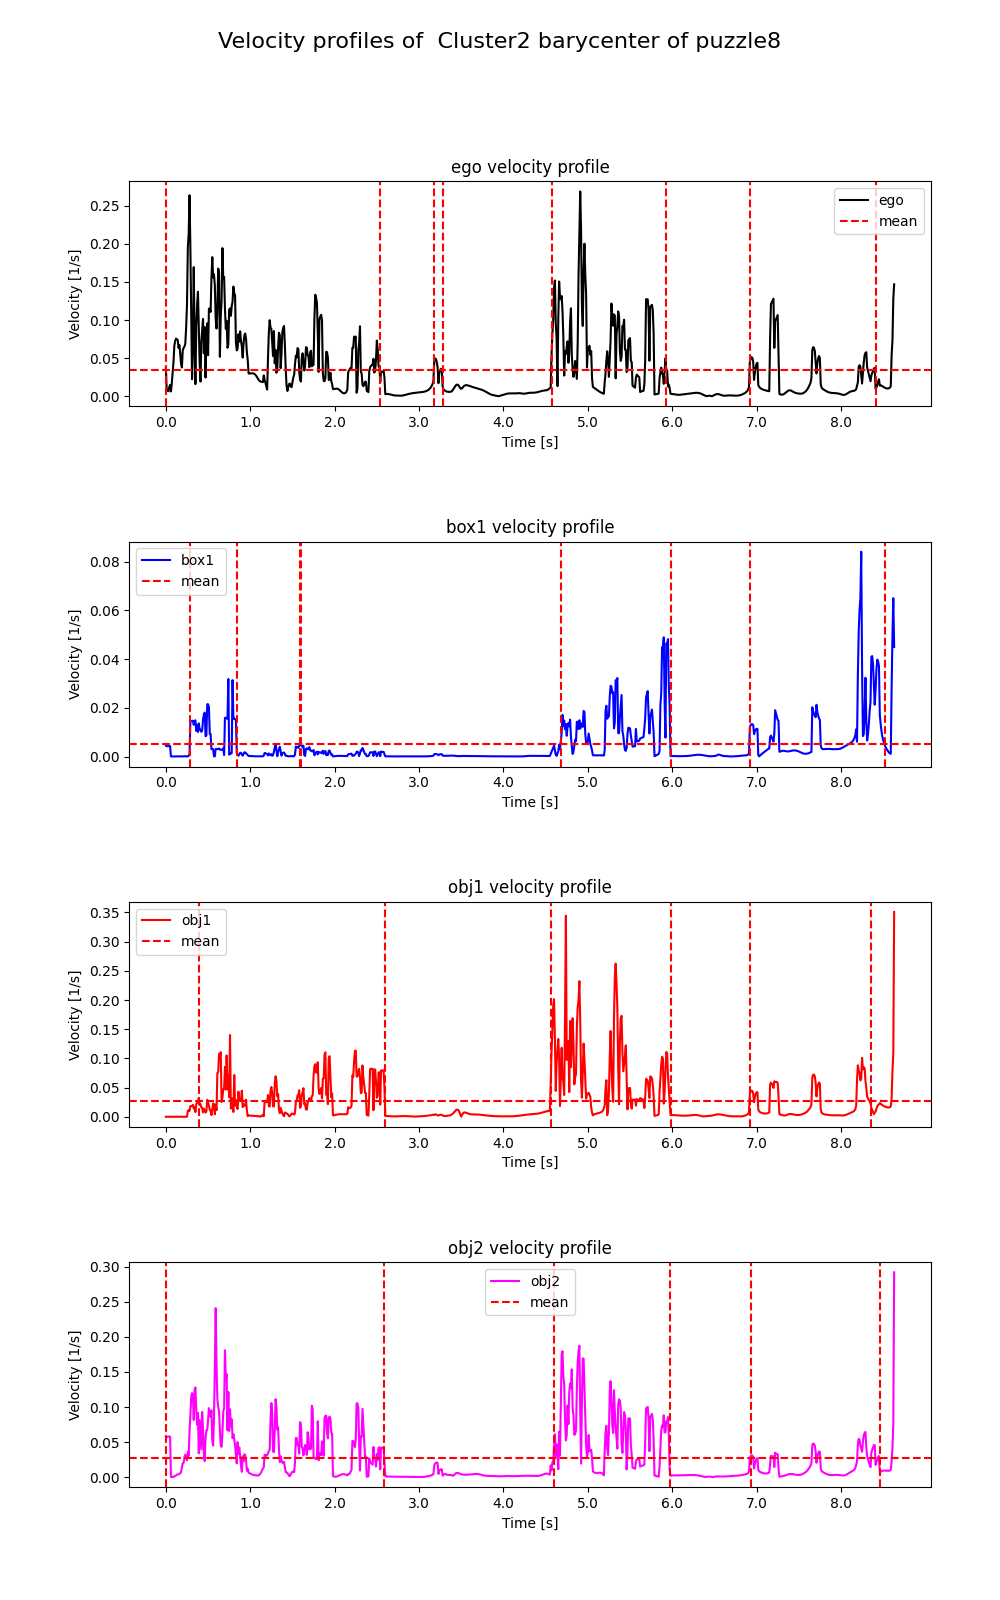 Velocity profiles of  Cluster2 barycenter of puzzle8
ego velocity profile
Velocity [1/s]
0.25
0.20
0.15
0.10
0.05
0.00
ego
mean
0.0 1.0 2.0 3.0 4.0 5.0 6.0 7.0 8.0
Time [s]
box1 velocity profile
Velocity [1/s]
0.08
0.06
0.04
0.02
0.00
box1
mean
0.0 1.0 2.0 3.0 4.0 5.0 6.0 7.0 8.0
Time [s]
obj1 velocity profile
Velocity [1/s]
0.35
0.30
0.25
0.20
0.15
0.10
0.05
0.00
obj1
mean
0.0 1.0 2.0 3.0 4.0 5.0 6.0 7.0 8.0
Time [s]
obj2 velocity profile
Velocity [1/s]
0.30
0.25
0.20
0.15
0.10
0.05
0.00
obj2
mean
0.0 1.0 2.0 3.0 4.0 5.0 6.0 7.0 8.0
Time [s]